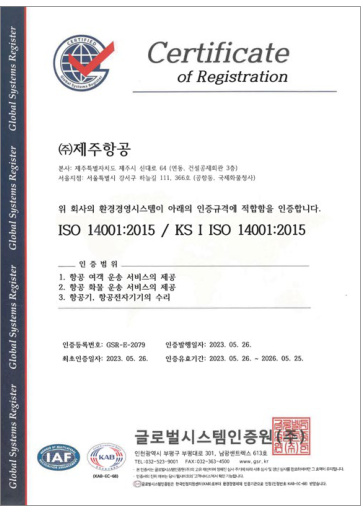 Global Systems Register
Global Systems Register
Global Systems Register
Global Systems Register
CERTIFIED
Global Systems Register
Certificate
of Registration
㈜제주항공
본사: 제주특별자치도 제주시 신대로 64 (연동, 건설공제회관 3층)
서울지점: 서울특별시 강서구 하늘길 111, 366호 (공항동, 국제화물청사)
위 회사의 환경경영시스템이 아래의 인증규격에 적합함을 인증합니다.
ISO 14001:2015 / KS I ISO 14001:2015
인 증 범 위
1. 항공 여객 운송 서비스의 제공
2. 항공 화물 운송 서비스의 제공
3. 항공기, 항공전자기기의 수리
인증등록번호: GSR-E-2079
인증발행일자: 2023. 05. 26.
최초인증일자: 2023. 05. 26.
인증유효기간: 2023. 05. 26. ~ 2026. 05. 25.
글로벌시스템인증원(주)
인천광역시 부평구 부평대로 301, 남광센트렉스 613호
TEL:032-523-9001 FAX:032-363-4500 www.gsr.kr
IAF
KAB
(KAB-EC-08)